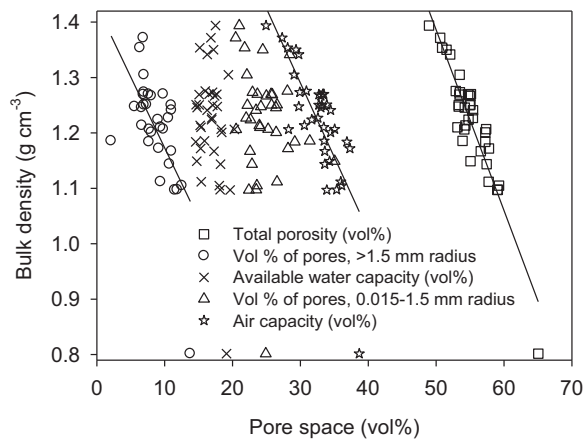 1.4
1.3
1.2
1.1
1.0
0.9
0.8
Bulk density (g cm⁻³)
Total porosity (vol%)
Vol % of pores, >1.5 mm radius
Available water capacity (vol%)
Vol % of pores, 0.015-1.5 mm radius
Air capacity (vol%)
0 10 20 30 40 50 60 70
Pore space (vol%)